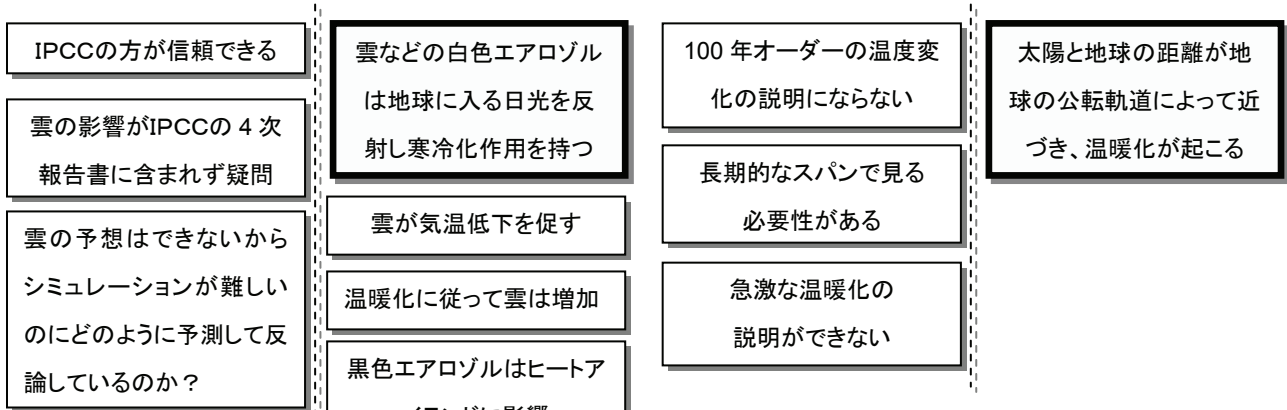 IPCCの方が信頼できる
雲の影響がIPCCの 4 次
報告書に含まれず疑問
雲の予想はできないから
シミュレーションが難しい
のにどのように予測して反
論しているのか？
雲などの白色エアロゾル
は地球に入る日光を反
射し寒冷化作用を持つ
雲が気温低下を促す
温暖化に従って雲は増加
黒色エアロゾルはヒートア
100 年オーダーの温度変
化の説明にならない
長期的なスパンで見る
必要性がある
急激な温暖化の
説明ができない
太陽と地球の距離が地
球の公転軌道によって近
づき、温暖化が起こる